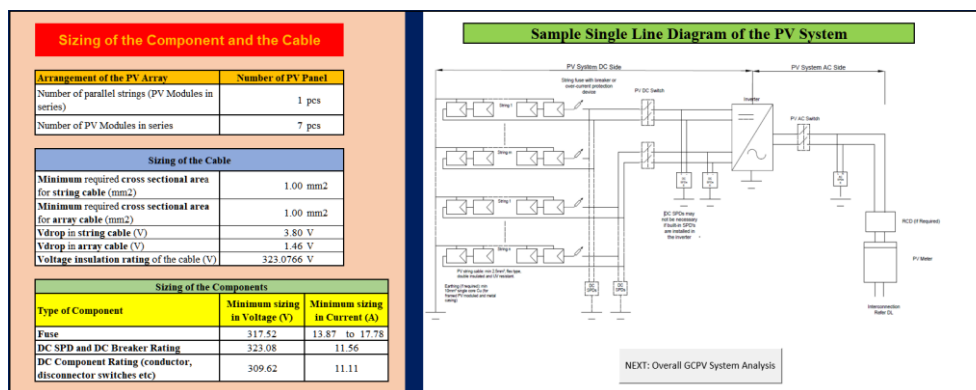 Sizing of the Component and the Cable
Arrangement of the PV Array Number of PV Panel
Number of parallel strings (PV Modules in
series)
1 pcs
Number of PV Modules in series 7 pcs
Sizing of the Cable
Minimum required cross sectional area
for string cable (mm2)
1.00 mm2
Minimum required cross sectional area
for array cable (mm2)
1.00 mm2
Vdrop in string cable (V) 3.80 V
Vdrop in array cable (V) 1.46 V
Voltage insulation rating of the cable (V) 323.0766 V
Sizing of the Components
Type of Component
Minimum sizing
in Voltage (V)
Minimum sizing
in Current (A)
Fuse 317.52 13.87 to 17.78
DC SPD and DC Breaker Rating 323.08 11.56
DC Component Rating (conductor,
disconnector switches etc)
309.62 11.11
Sample Single Line Diagram of the PV System
PV System DC Side
PV System AC Side
String fuse with breaker or
over-current protection
device
PV DC Switch
Inverter
String 1
PV AC Switch
DC SPDs may
not be necessary
if built-in SPD's
are installed in
the inverter
RCD (If Required)
PV Meter
DC
SPDs
DC
SPDs
Interconnection
Refer DL
NEXT: Overall GCPV System Analysis